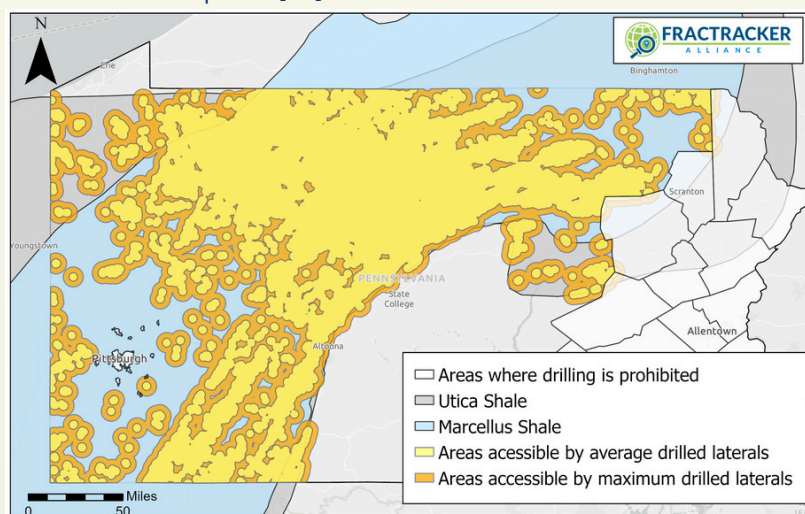 N
FRACTRACKER
ALLIANCE
Erie
Binghamton
Scranton
Youngstown
PENNSYLVANIA
State
College
Allentown
Altoona
Pittsburgh
Areas where drilling is prohibited
Utica Shale
Marcellus Shale
Areas acessible by average drilled laterals
Areas accessible by maximum drilled laterals
Miles
0
50